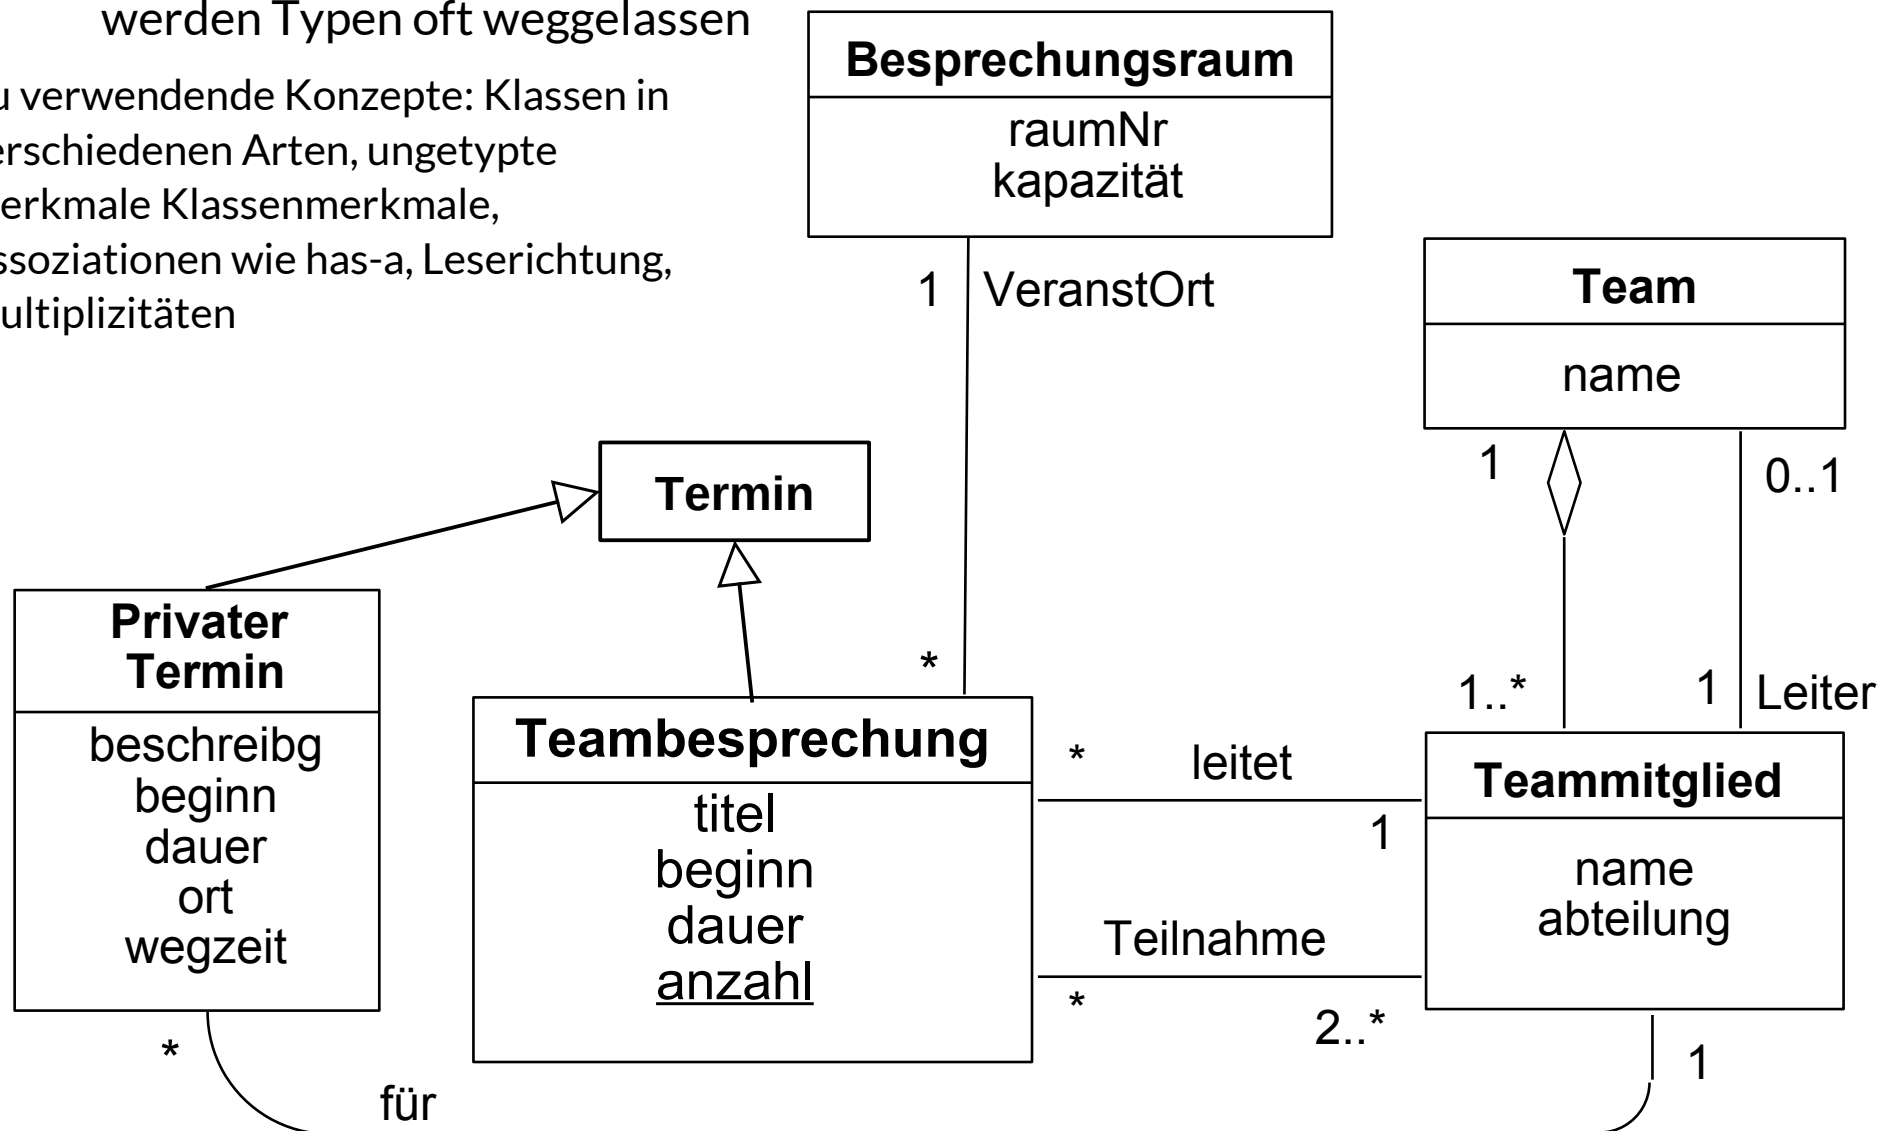 werden Typen oft weggelassen
u verwendende Konzepte: Klassen in
erschiedenen Arten, ungetypte
erkmale Klassenmerkmale,
ssoziationen wie has-a, Leserichtung,
ultiplizitäten
Besprechungsraum
raumNr
kapazität
1 VeranstOrt
*
Team
name
1
0..1
1..*
1 Leiter
Termin
Privater
Termin
beschreibg
beginn
dauer
ort
wegzeit
*
für
Teambesprechung
titel
beginn
dauer
anzahl
* leitet
1
Teilnahme
*
2..*
Teammitglied
name
abteilung
1